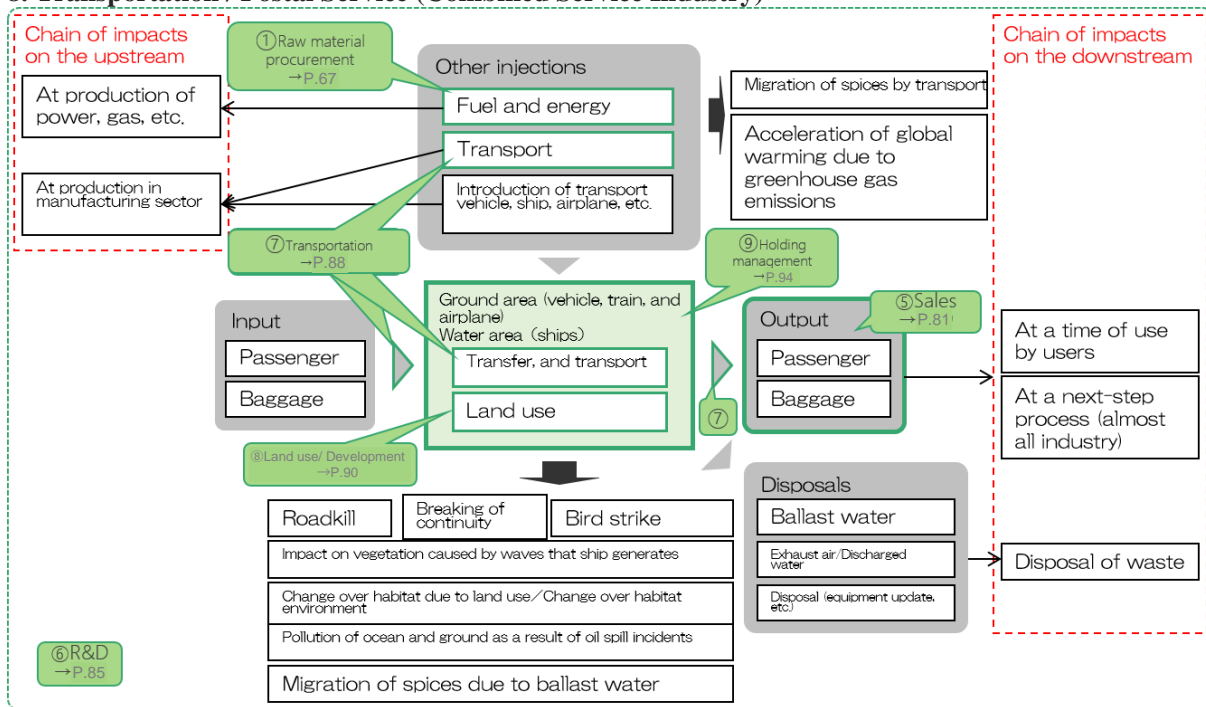 8. Transportation / Postal Service (Combined Service Industry)
Chain of impacts
on the upstream
①Raw material
procurement
→P.67
Other injections
Chain of impacts
on the downstream
At production of
power, gas, etc.
Fuel and energy
Migration of spices by transport
Transport
Acceleration of global
warming due to
greenhouse gas
emissions
At production in
manufacturing sector
Introduction of transport
vehicle, ship, airplane, etc.
⑦Transportation
→P.88
⑨Holding
management
→P.94
Input
Passenger
Baggage
Ground area (vehicle, train, and
airplane)
Water area (ships)
Transfer, and transport
Land use
⑤Sales
→P.81
Output
Passenger
Baggage
⑦
At a time of use
by users
At a next-step
process (almost
all industry)
⑧Land use/ Development
→P.90
Roadkill
Breaking of
continuity
Bird strike
Impact on vegetation caused by waves that ship generates
Change over habitat due to land use/Change over habitat
environment
Pollution of ocean and ground as a result of oil spill incidents
Migration of spices due to ballast water
Disposals
Ballast water
Exhaust air/Discharged
water
Disposal (equipment update,
etc.)
Disposal of waste
⑥R&D
→P.85